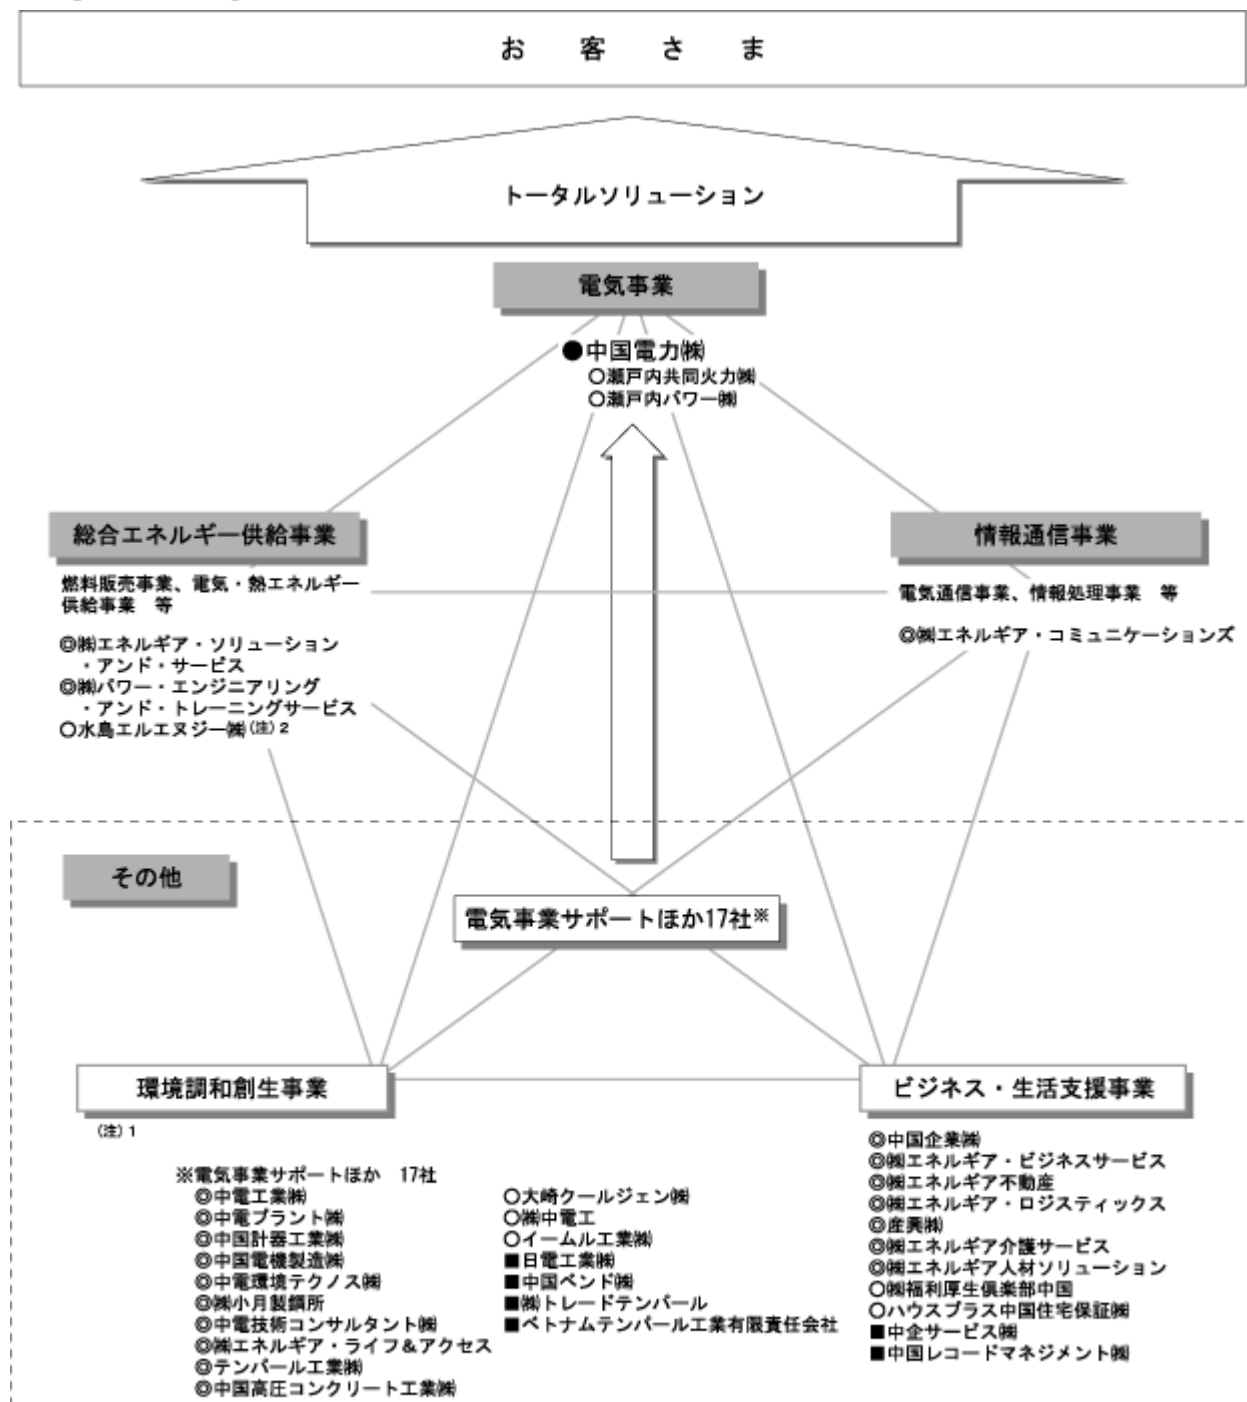 お客さま
トータルソリューション
電気事業
●中国電力㈱
○瀬戸内共同火力㈱
○瀬戸内パワー㈱
総合エネルギー供給事業
燃料販売事業、電気・熱エネルギー
供給事業　等
◎㈱エネルギア・ソリューション
・アンド・サービス
◎㈱パワー・エンジニアリング
・アンド・トレーニングサービス
○水島エルエヌジー㈱(注)2
情報通信事業
電気通信事業、情報処理事業　等
◎㈱エネルギア・コミュニケーションズ
その他
電気事業サポートほか17社※
環境調和創生事業
(注)1
ビジネス・生活支援事業
◎中国企業㈱
◎㈱エネルギア・ビジネスサービス
◎㈱エネルギア不動産
◎㈱エネルギア・ロジスティックス
◎産興㈱
◎㈱エネルギア介護サービス
◎㈱エネルギア人材ソリューション
○㈱福利厚生倶楽部中国
○ハウスプラス中国住宅保証㈱
■中企サービス㈱
■中国レコードマネジメント㈱
※電気事業サポートほか　17社
◎中電工業㈱
◎中電プラント㈱
◎中国計器工業㈱
◎中国電機製造㈱
◎中電環境テクノス㈱
◎㈱小月製鎖所
◎中電技術コンサルタント㈱
◎㈱エネルギア・ライフ＆アクセス
◎テンパール工業㈱
◎中国高圧コンクリート工業㈱
○大崎クールジェン㈱
○㈱中電工
○イームル工業㈱
■日電工業㈱
■中国ベンド㈱
■㈱トレードテンパール
■ベトナムテンパール工業有限責任会社